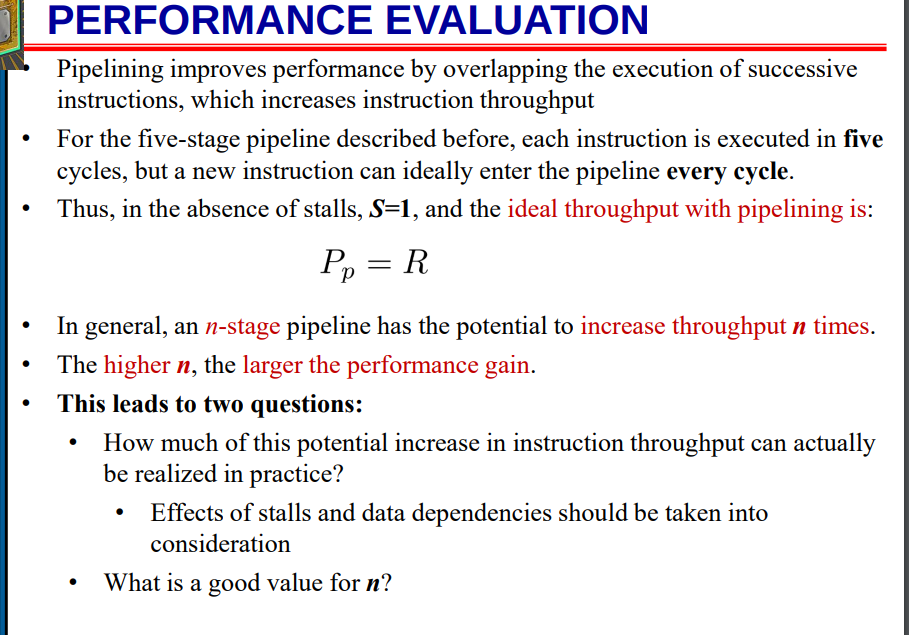 PERFORMANCE EVALUATION
• Pipelining improves performance by overlapping the execution of successive
instructions, which increases instruction throughput
• For the five-stage pipeline described before, each instruction is executed in five
cycles, but a new instruction can ideally enter the pipeline every cycle.
• Thus, in the absence of stalls, S=1, and the ideal throughput with pipelining is:
Pp = R
• In general, an n-stage pipeline has the potential to increase throughput n times.
• The higher n, the larger the performance gain.
• This leads to two questions:
• How much of this potential increase in instruction throughput can actually
be realized in practice?
• Effects of stalls and data dependencies should be taken into
consideration
• What is a good value for n?